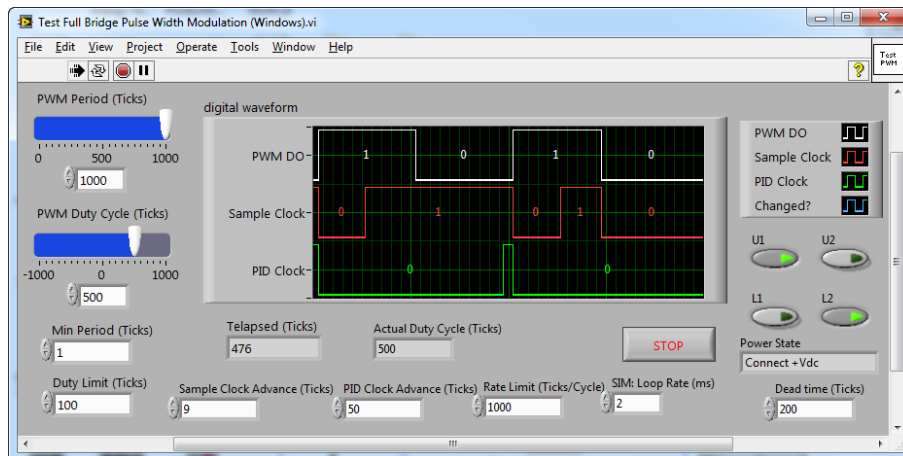 Test Full Bridge Pulse Width Modulation (Windows).vi
File Edit View Project Operate Tools Window Help
Test
PWM
PWM Period (Ticks)
0 500 1000
1000
PWM Duty Cycle (Ticks)
-1000 0 1000
500
digital waveform
PWM DO
1 0 1 0
Sample Clock
0 1 0 1 0
PID Clock
0 0
PWM DO
Sample Clock
PID Clock
Changed?
U1 U2
L1 L2
Power State
Connect +Vdc
Min Period (Ticks)
1
Telapsed (Ticks)
476
Actual Duty Cycle (Ticks)
500
STOP
Duty Limit (Ticks)
100
Sample Clock Advance (Ticks)
9
PID Clock Advance (Ticks)
50
Rate Limit (Ticks/Cycle)
1000
SIM: Loop Rate (ms)
2
Dead time (Ticks)
200